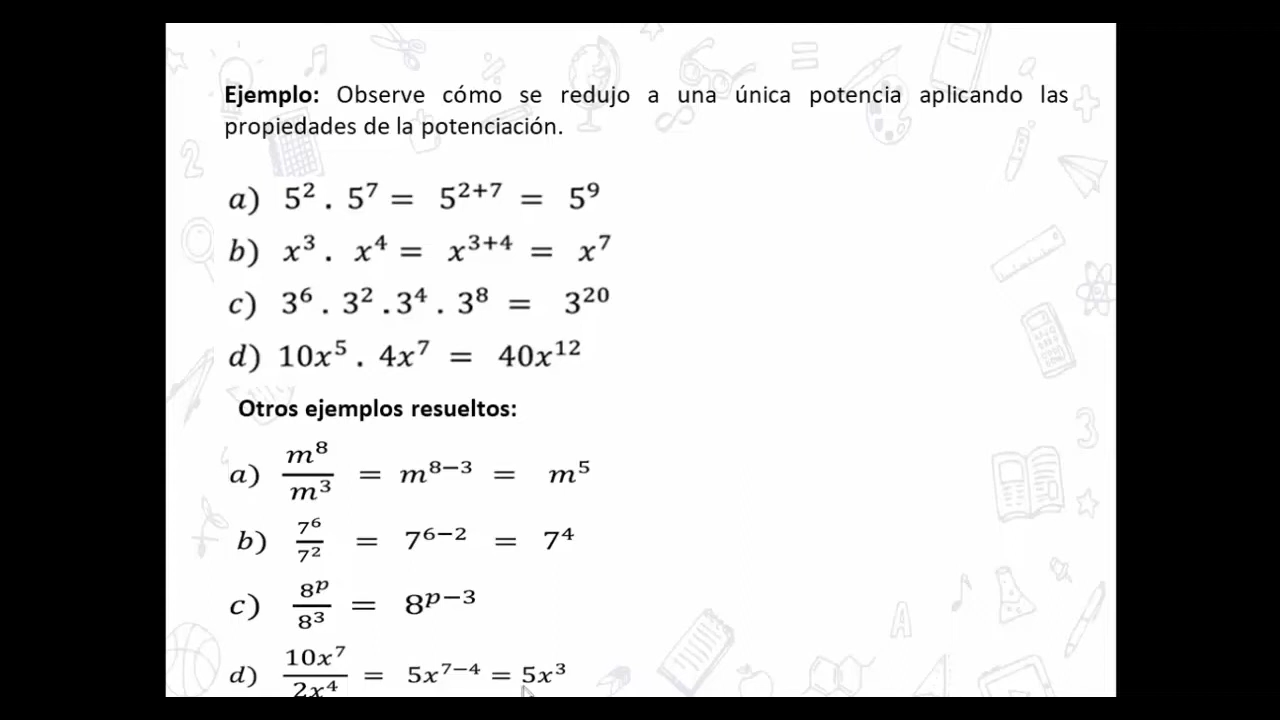 Ejemplo: Observe cómo se redujo a una única potencia aplicando las
propiedades de la potenciación.
a) 5² . 5⁷ = 5²⁺⁷ = 5⁹
b) x³ . x⁴ = x³⁺⁴ = x⁷
c) 3⁶ . 3² . 3⁴ . 3⁸ = 3²⁰
d) 10x⁵ . 4x⁷ = 40x¹²
Otros ejemplos resueltos:
a) m⁸/m³ = m⁸⁻³ = m⁵
b) 7⁶/7² = 7⁶⁻² = 7⁴
c) 8ᵖ/8³ = 8ᵖ⁻³
d) 10x⁷/2x⁴ = 5x⁷⁻⁴ = 5x³